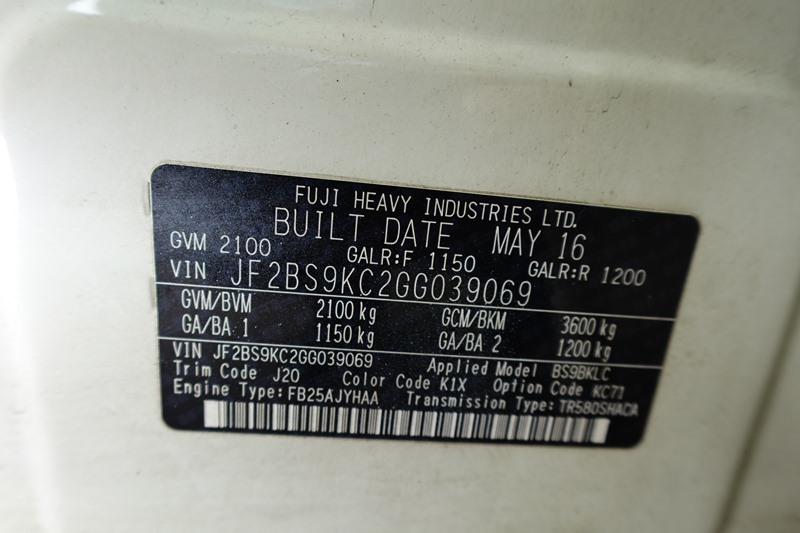 FUJI HEAVY INDUSTRIES LTD.
BUILT DATE MAY 16
GVM 2100 GALR:F 1150 GALR:R 1200
VIN JF2BS9KC2GG039069
GVM/BVM 2100 kg GCM/BKM 3600 kg
GA/BA 1 1150 kg GA/BA 2 1200 kg
VIN JF2BS9KC2GG039069 Applied Model BS9BKLC
Trim Code J20 Color Code K1X Option Code KC71
Engine Type: FB25AJYHAA Transmission Type: TR580SHACA